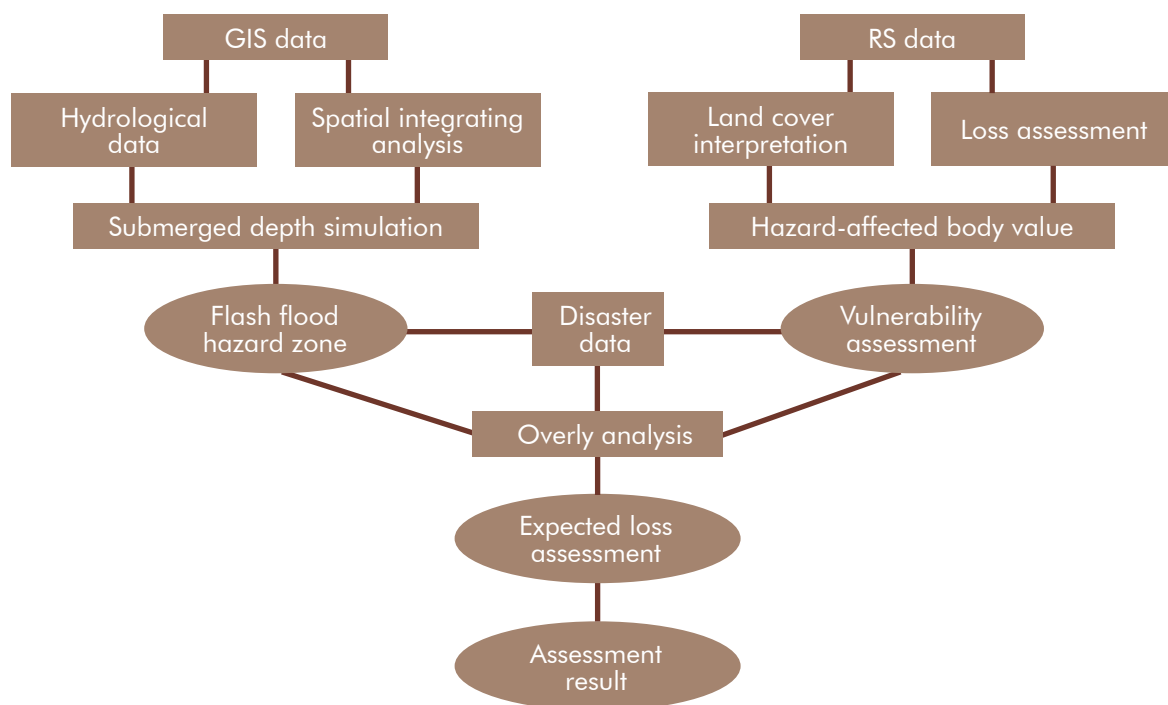 GIS data
RS data
Hydrological
data
Spatial integrating
analysis
Land cover
interpretation
Loss assessment
Submerged depth simulation
Hazard-affected body value
Flash flood
hazard zone
Disaster
data
Vulnerability
assessment
Overly analysis
Expected loss
assessment
Assessment
result